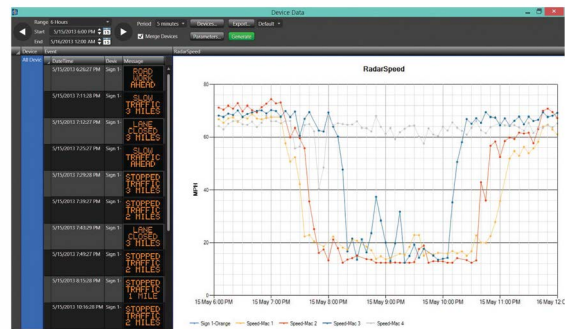 Device Data
Range 6 Hours Period 5 minutes Devices... Export... Default
Start 5/15/2013 6:00 PM Merge Devices Parameters... Generate
End 5/16/2013 12:00 AM
Device Event RadarSpeed
All Devic Date/Time Devic Message
5/15/2013 6:26:27 PM Sign 1- ROAD
WORK
AHEAD
5/15/2013 7:11:28 PM Sign 1- SLOW
TRAFFIC
3 MILES
5/15/2013 7:12:27 PM Sign 1- LANE
CLOSED
3 MILES
5/15/2013 7:25:27 PM Sign 1- SLOW
TRAFFIC
AHEAD
5/15/2013 7:29:28 PM Sign 1- STOPPED
TRAFFIC
3 MILES
5/15/2013 7:39:27 PM Sign 1- STOPPED
TRAFFIC
2 MILES
5/15/2013 7:43:29 PM Sign 1- LANE
CLOSED
3 MILES
5/15/2013 7:49:27 PM Sign 1- STOPPED
TRAFFIC
2 MILES
5/15/2013 8:15:28 PM Sign 1- STOPPED
TRAFFIC
1 MILE
5/15/2013 10:16:28 PM Sign 1- STOPPED
TRAFFIC
2 MILES
RadarSpeed
80
60
40
20
0
MPH
15 May 6:00 PM 15 May 7:00 PM 15 May 8:00 PM 15 May 9:00 PM 15 May 10:00 PM 15 May 11:00 PM 16 May 12:0
Sign 1-Orange Speed-Mac 1 Speed-Mac 2 Speed-Mac 3 Speed-Mac 4